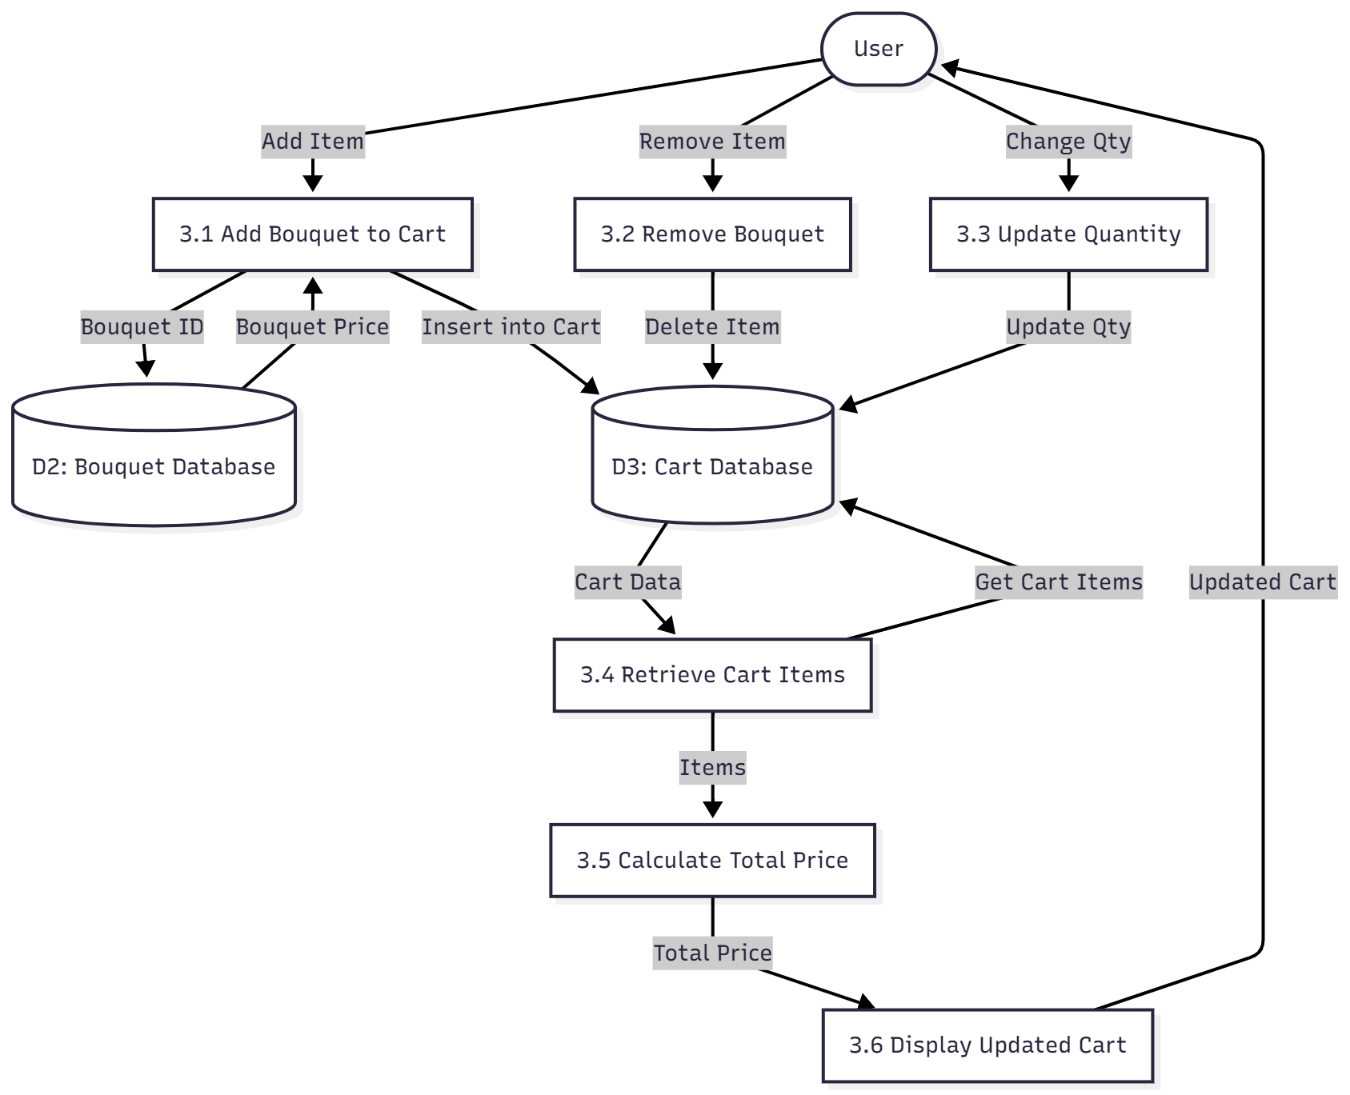 User
Add Item
Remove Item
Change Qty
3.1 Add Bouquet to Cart
3.2 Remove Bouquet
3.3 Update Quantity
Bouquet ID
Bouquet Price
Insert into Cart
Delete Item
Update Qty
D2: Bouquet Database
D3: Cart Database
Cart Data
Get Cart Items
Updated Cart
3.4 Retrieve Cart Items
Items
3.5 Calculate Total Price
Total Price
3.6 Display Updated Cart